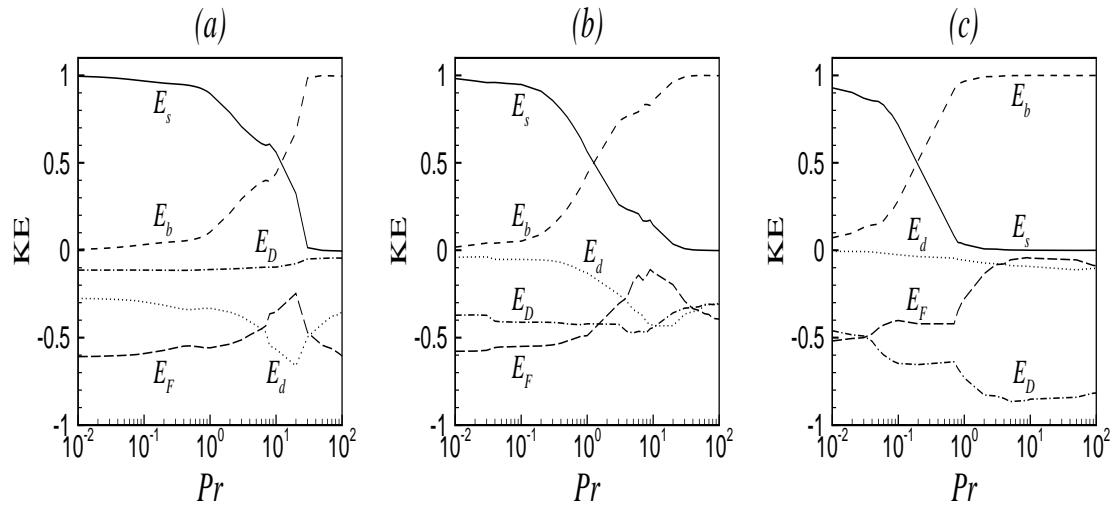 (a) (b) (c)
1 1 1
E_s E_s E_b
0.5 0.5 0.5
E_b E_b
KE 0 E_D KE 0 E_d KE 0 E_d E_s
E_D E_F
-0.5 -0.5 -0.5
E_F E_d E_F E_D
-1 -1 -1
10^-2 10^-1 10^0 10^1 10^2 10^-2 10^-1 10^0 10^1 10^2 10^-2 10^-1 10^0 10^1 10^2
Pr Pr Pr